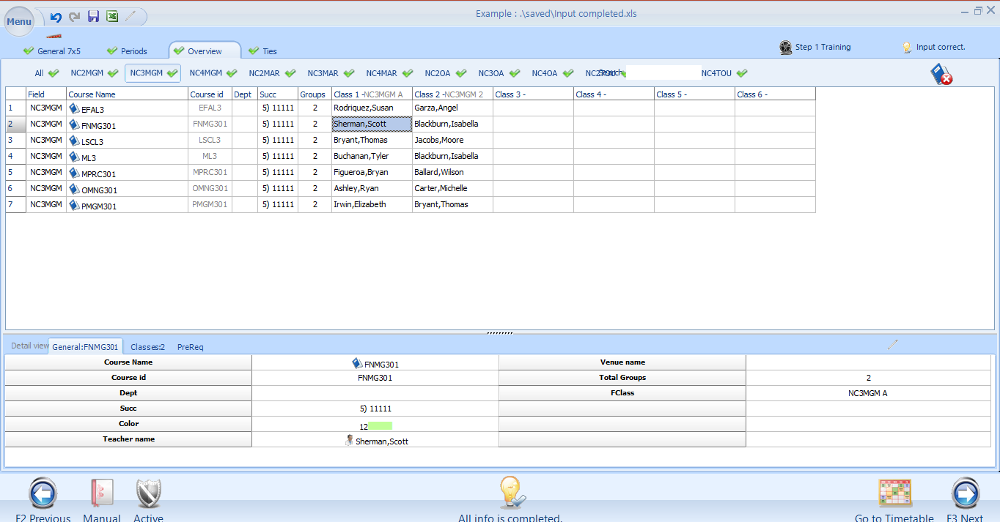 Example : .\saved\Input completed.xls
Menu
General 7x5 Periods Overview Ties Step 1 Training Input correct.
All NC2MGM NC3MGM NC4MGM NC2MAR NC3MAR NC4MAR NC2OA NC3OA NC4OA NC2TOU Search NC4TOU
Field Course Name Course id Dept Succ Groups Class 1 -NC3MGM A Class 2 -NC3MGM 2 Class 3 - Class 4 - Class 5 - Class 6 -
1 NC3MGM EFAL3 EFAL3 5) 11111 2 Rodriquez,Susan Garza,Angel
2 NC3MGM FNMG301 FNMG301 5) 11111 2 Sherman,Scott Blackburn,Isabella
3 NC3MGM LSCL3 LSCL3 5) 11111 2 Bryant,Thomas Jacobs,Moore
4 NC3MGM ML3 ML3 5) 11111 2 Buchanan,Tyler Blackburn,Isabella
5 NC3MGM MPRC301 MPRC301 5) 11111 2 Figueroa,Bryan Ballard,Wilson
6 NC3MGM OMNG301 OMNG301 5) 11111 2 Ashley,Ryan Carter,Michelle
7 NC3MGM PMGM301 PMGM301 5) 11111 2 Irwin,Elizabeth Bryant,Thomas
Detail view General:FNMG301 Classes:2 PreReq
Course Name FNMG301 Venue name
Course id FNMG301 Total Groups 2
Dept FClass NC3MGM A
Succ 5) 11111
Color 12
Teacher name Sherman,Scott
F2 Previous Manual Active All info is completed. Go to Timetable F3 Next